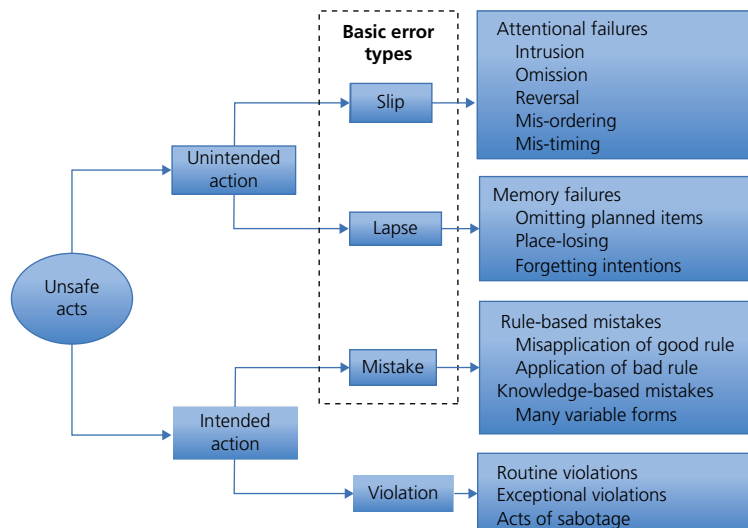 Basic error
types
Attentional failures
Intrusion
Omission
Reversal
Mis-ordering
Mis-timing
Slip
Unintended
action
Memory failures
Omitting planned items
Place-losing
Forgetting intentions
Lapse
Unsafe
acts
Rule-based mistakes
Misapplication of good rule
Application of bad rule
Knowledge-based mistakes
Many variable forms
Mistake
Intended
action
Routine violations
Exceptional violations
Acts of sabotage
Violation